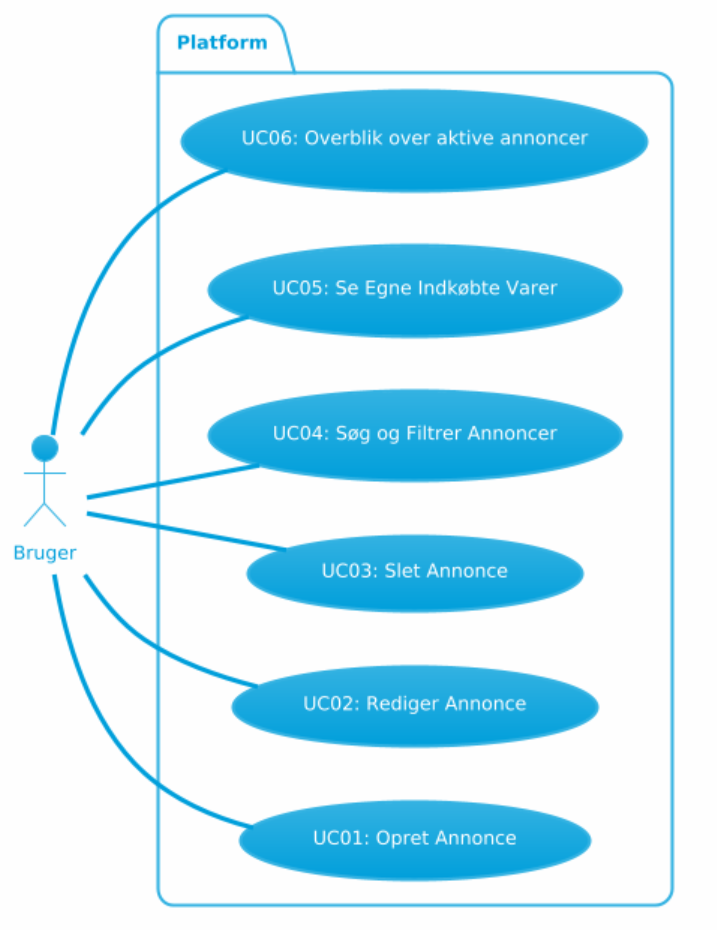 Platform
UC06: Overblik over aktive annoncer
UC05: Se Egne Indkøbte Varer
UC04: Søg og Filtrer Annoncer
Bruger
UC03: Slet Annonce
UC02: Rediger Annonce
UC01: Opret Annonce